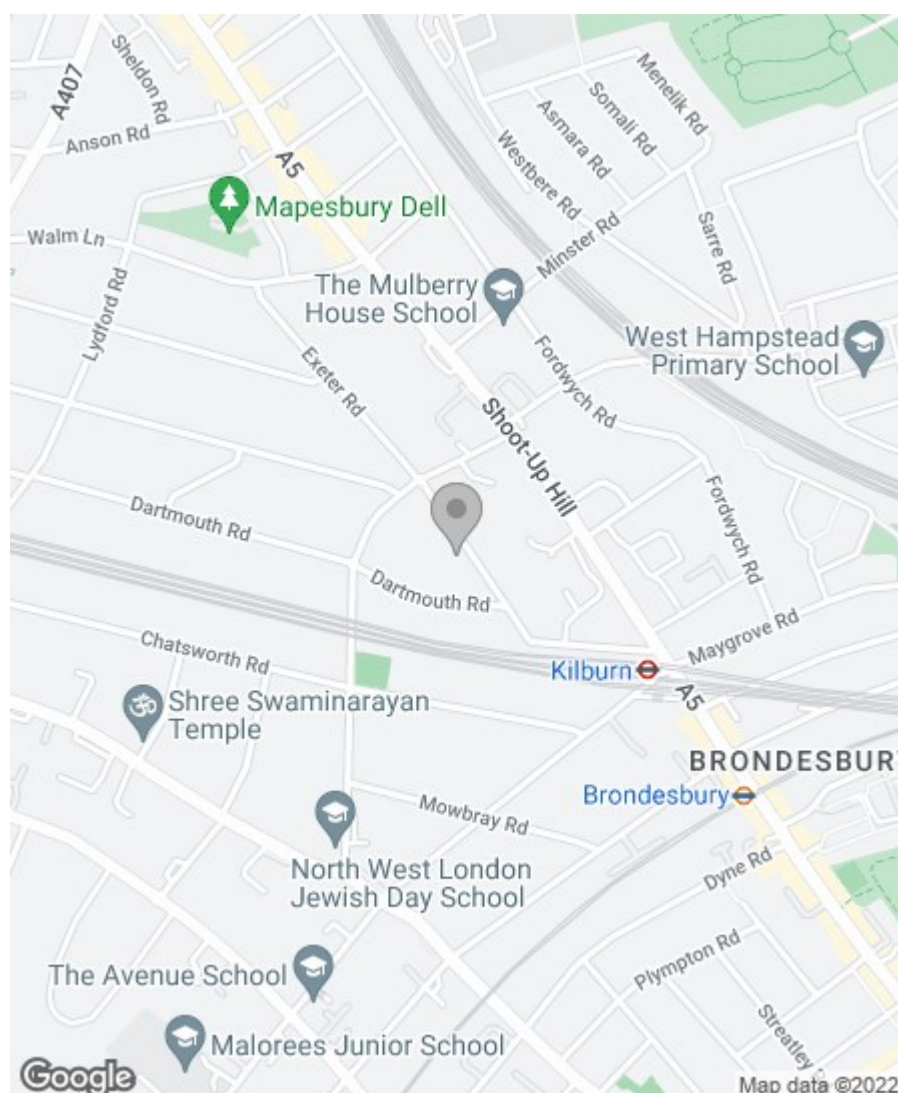 Sheldon Rd
A407
Anson Rd
A5
Menelik Rd
Somali Rd
Asmara Rd
Westbere Rd
Mapesbury Dell
Walm Ln
Minster Rd
Sarre Rd
Lydford Rd
The Mulberry
House School
West Hampstead
Primary School
Exeter Rd
Fordwych Rd
Shoot-Up Hill
Dartmouth Rd
Fordwych Rd
Dartmouth Rd
Maygrove Rd
Chatsworth Rd
Kilburn
Shree Swaminarayan
Temple
A5
BRONDESBURY
Brondesbury
Mowbray Rd
North West London
Jewish Day School
Dyne Rd
Plympton Rd
The Avenue School
Streatley
Malorees Junior School
Google
Map data ©2022